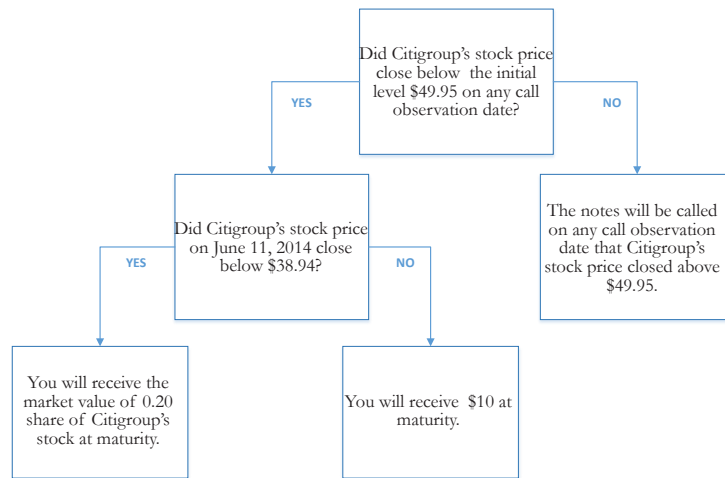 Did Citigroup's stock price
close below the initial
level $49.95 on any call
observation date?
YES
NO
Did Citigroup's stock price
on June 11, 2014 close
below $38.94?
The notes will be called
on any call observation
date that Citigroup's
stock price closed above
$49.95.
YES
NO
You will receive the
market value of 0.20
share of Citigroup's
stock at maturity.
You will receive $10 at
maturity.